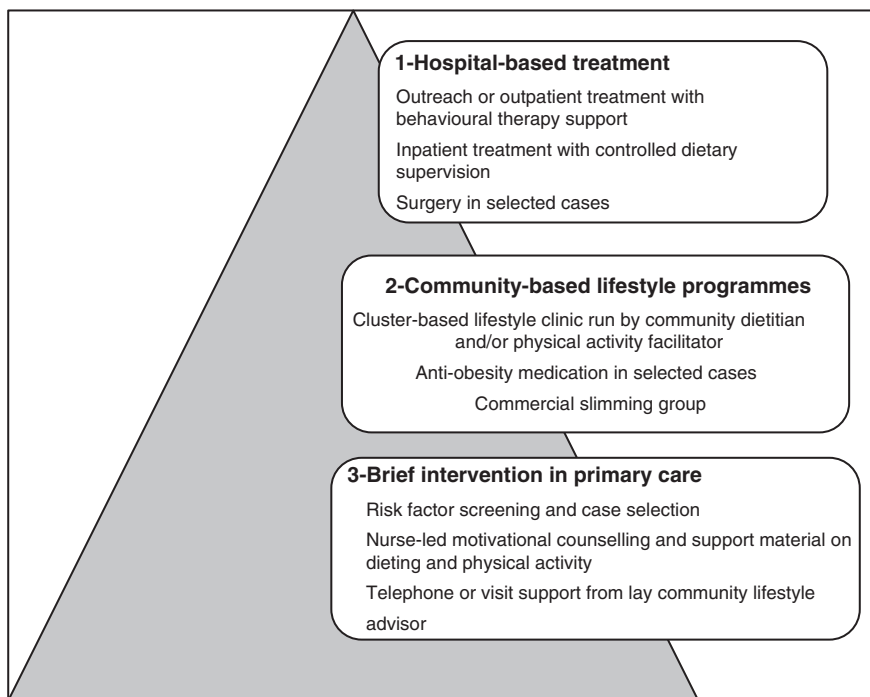 1-Hospital-based treatment
Outreach or outpatient treatment with
behavioural therapy support
Inpatient treatment with controlled dietary
supervision
Surgery in selected cases
2-Community-based lifestyle programmes
Cluster-based lifestyle clinic run by community dietitian
and/or physical activity facilitator
Anti-obesity medication in selected cases
Commercial slimming group
3-Brief intervention in primary care
Risk factor screening and case selection
Nurse-led motivational counselling and support material on
dieting and physical activity
Telephone or visit support from lay community lifestyle
advisor